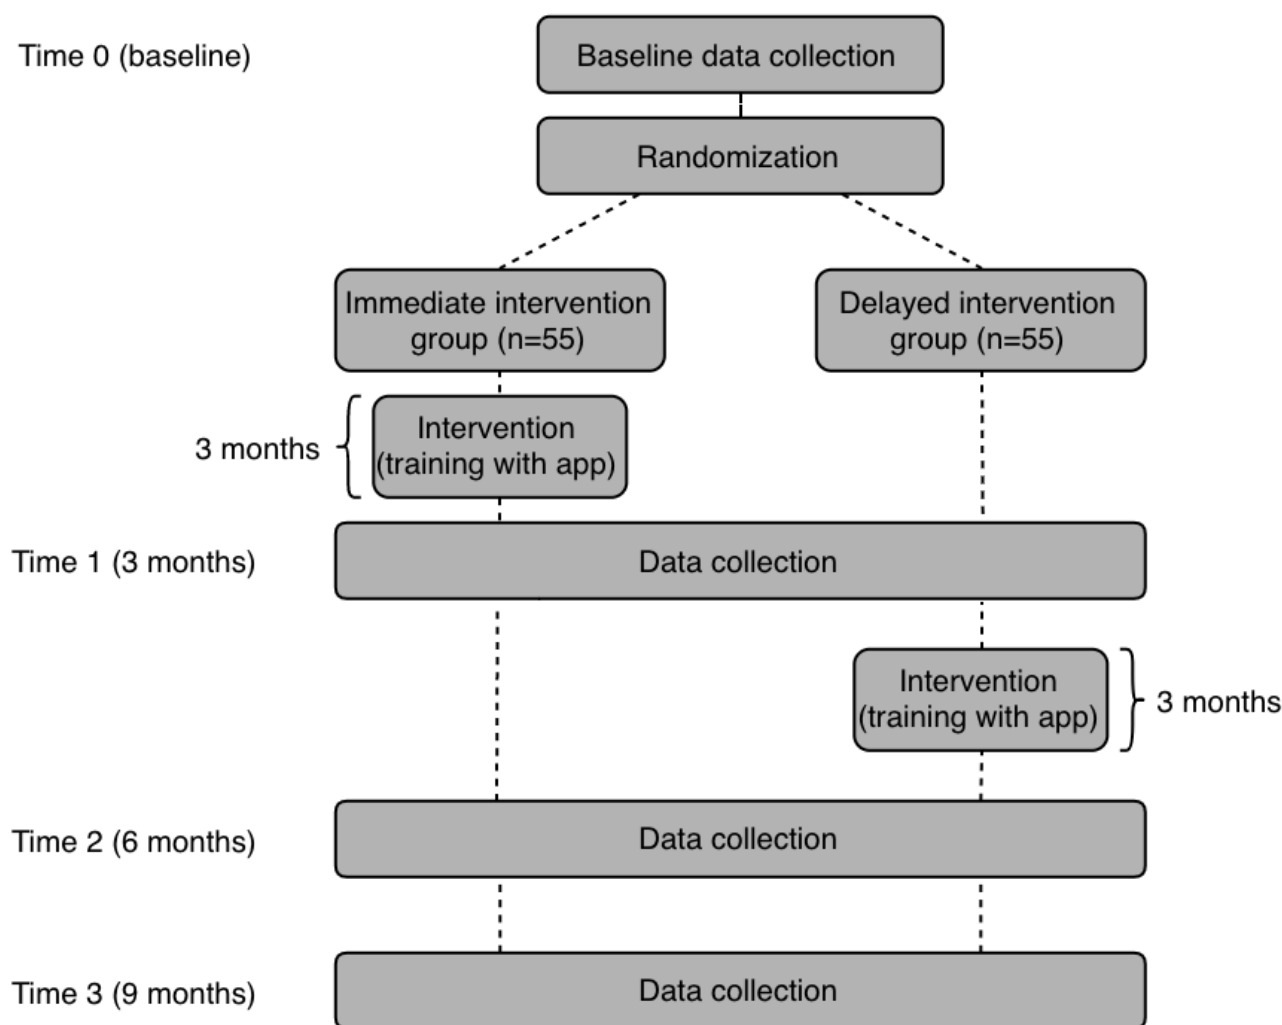 Time 0 (baseline)
Baseline data collection
Randomization
Immediate intervention
group (n=55)
Delayed intervention
group (n=55)
3 months
Intervention
(training with app)
Time 1 (3 months)
Data collection
Intervention
(training with app)
3 months
Time 2 (6 months)
Data collection
Time 3 (9 months)
Data collection